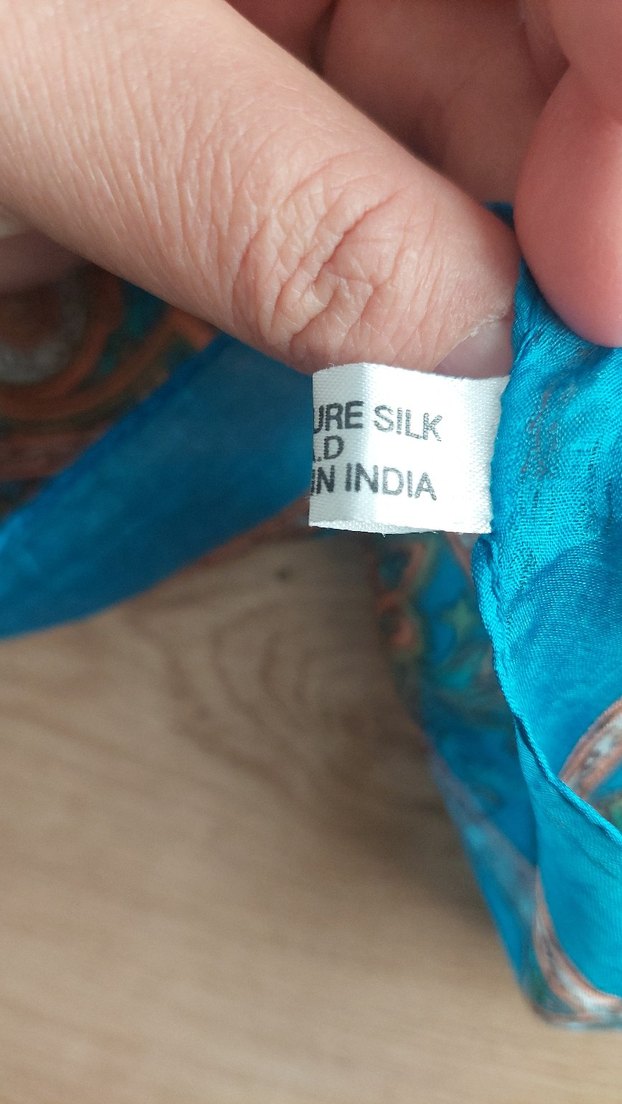 URE SILK
.D
IN INDIA